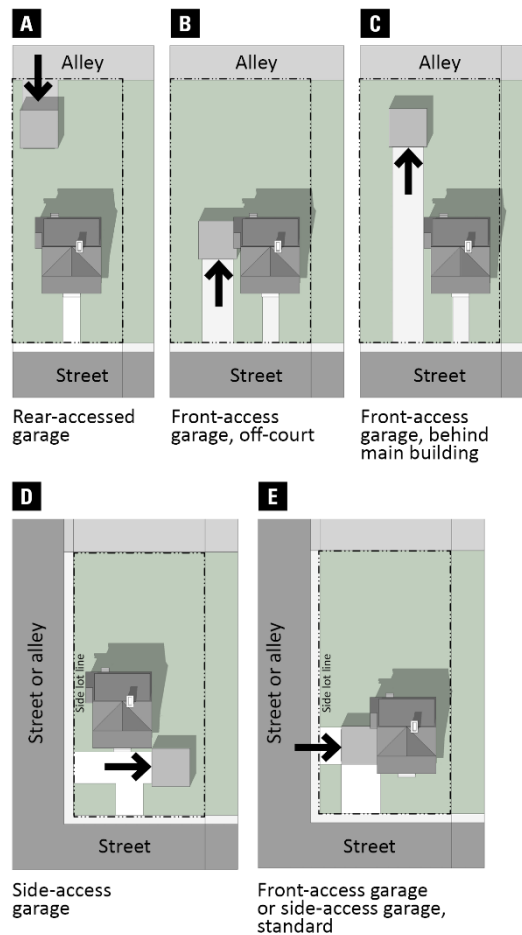 A
Alley
Street
Rear-accessed
garage
B
Alley
Street
Front-access
garage, off-court
C
Alley
Street
Front-access
garage, behind
main building
D
Street or alley
Side lot line
Street
Side-access
garage
E
Street or alley
Side lot line
Street
Front-access garage
or side-access garage,
standard